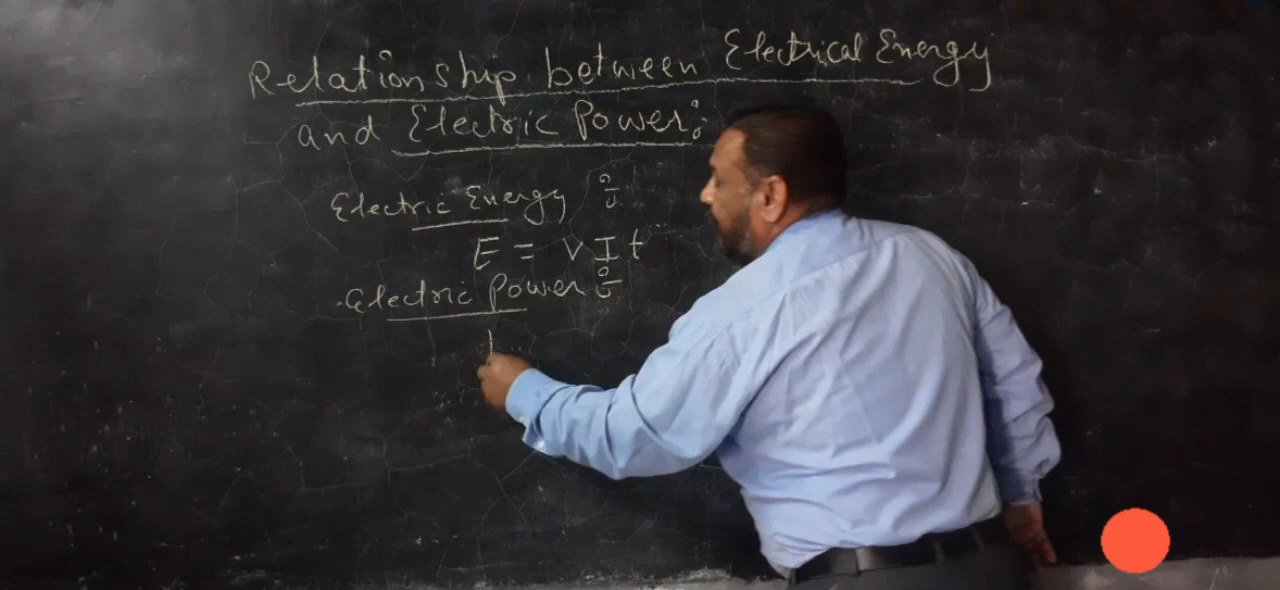 Relationship between Electrical Energy
and Electric Power:
Electric Energy :
E = VIt
Electric Power :